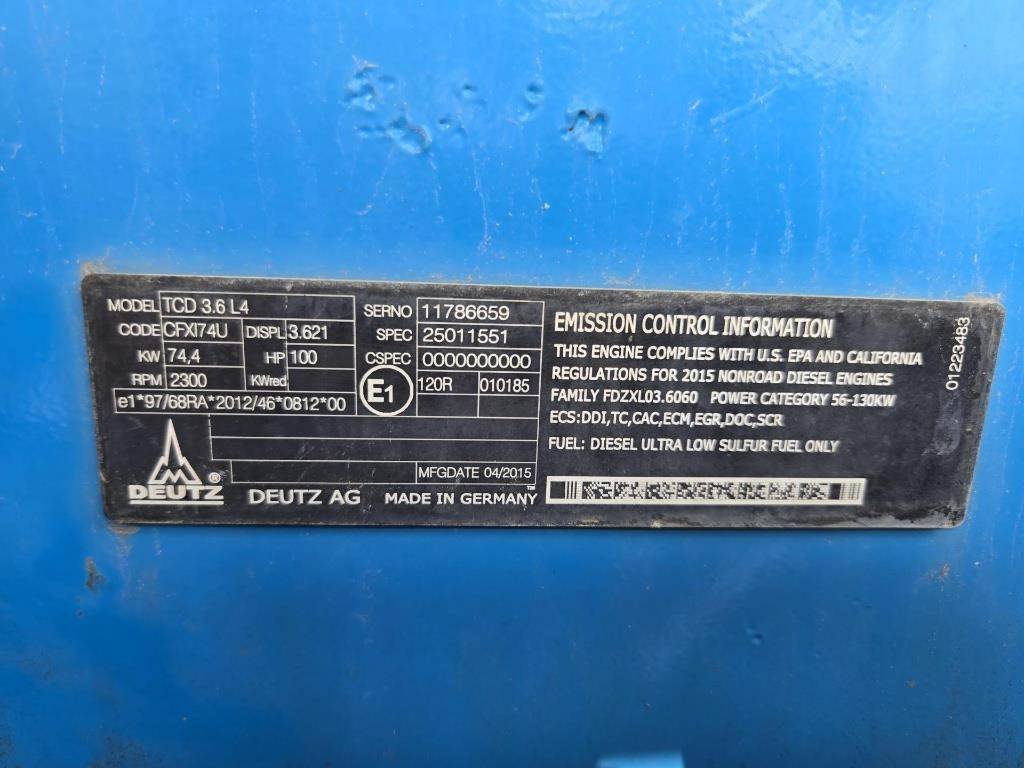 MODEL TCD 3.6 L4
CODE CFXI74U DISPL 3.621
KW 74,4 HP 100
RPM 2300 KWred
e1*97/68RA*2012/46*0812*00
SERNO 11786659
SPEC 25011551
CSPEC 0000000000
E1 120R 010185
MFGDATE 04/2015
DEUTZ ® DEUTZ AG MADE IN GERMANY ™
EMISSION CONTROL INFORMATION
THIS ENGINE COMPLIES WITH U.S. EPA AND CALIFORNIA
REGULATIONS FOR 2015 NONROAD DIESEL ENGINES
FAMILY FDZXL03.6060 POWER CATEGORY 56-130KW
ECS:DDI,TC,CAC,ECM,EGR,DOC,SCR
FUEL: DIESEL ULTRA LOW SULFUR FUEL ONLY
01223483